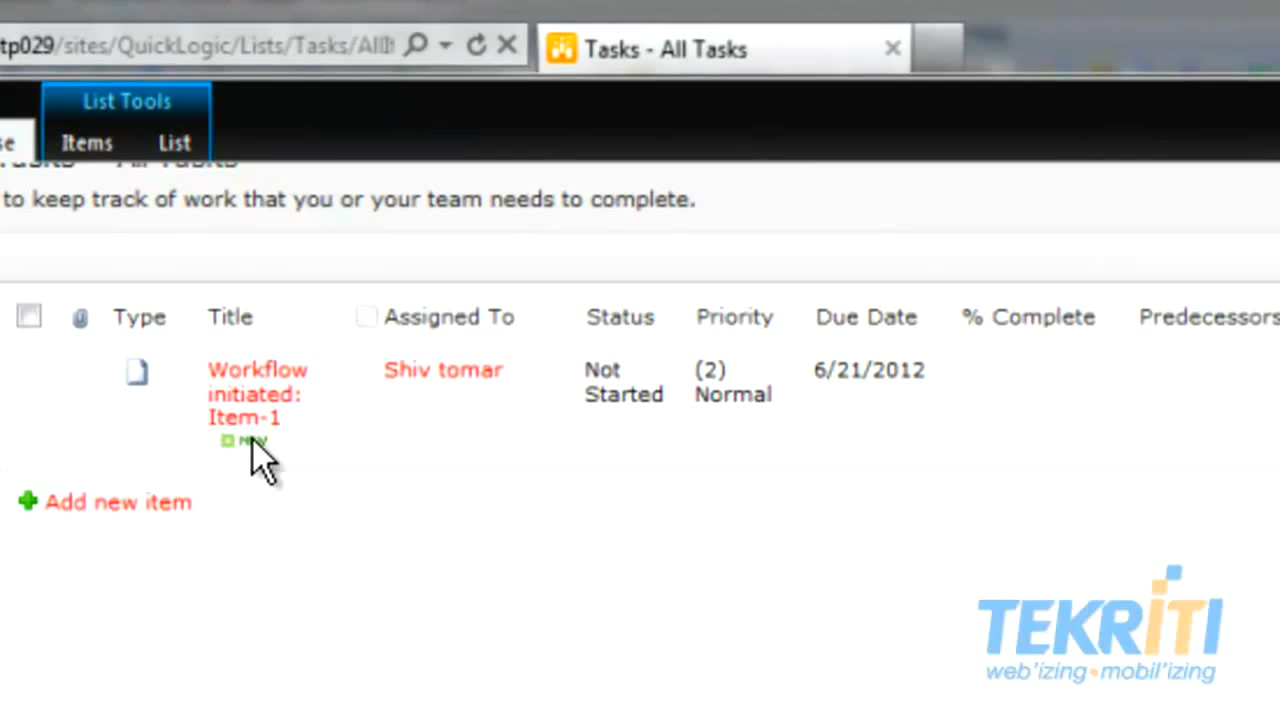 tp029/sites/QuickLogic/Lists/Tasks/AllI
Tasks - All Tasks
List Tools
Items
List
to keep track of work that you or your team needs to complete.
Type
Title
Assigned To
Status
Priority
Due Date
% Complete
Predecessors
Workflow
initiated:
Item-1
Shiv tomar
Not
Started
(2)
Normal
6/21/2012
Add new item
TEKRITI
web'izing•mobil'izing